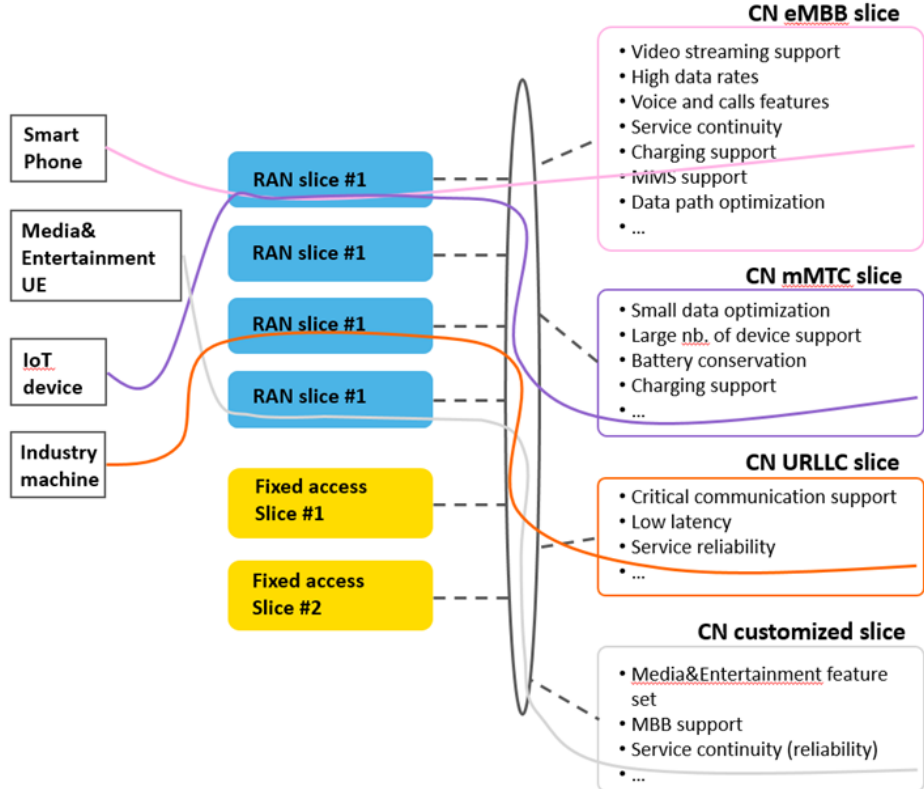 CN eMBB slice
• Video streaming support
• High data rates
• Voice and calls features
• Service continuity
• Charging support
• MMS support
• Data path optimization
• ...
Smart
Phone
Media&
Entertainment
UE
IoT
device
Industry
machine
RAN slice #1
RAN slice #1
RAN slice #1
RAN slice #1
Fixed access
Slice #1
Fixed access
Slice #2
CN mMTC slice
• Small data optimization
• Large nb. of device support
• Battery conservation
• Charging support
• ...
CN URLLC slice
• Critical communication support
• Low latency
• Service reliability
• ...
CN customized slice
• Media&Entertainment feature
set
• MBB support
• Service continuity (reliability)
• ...